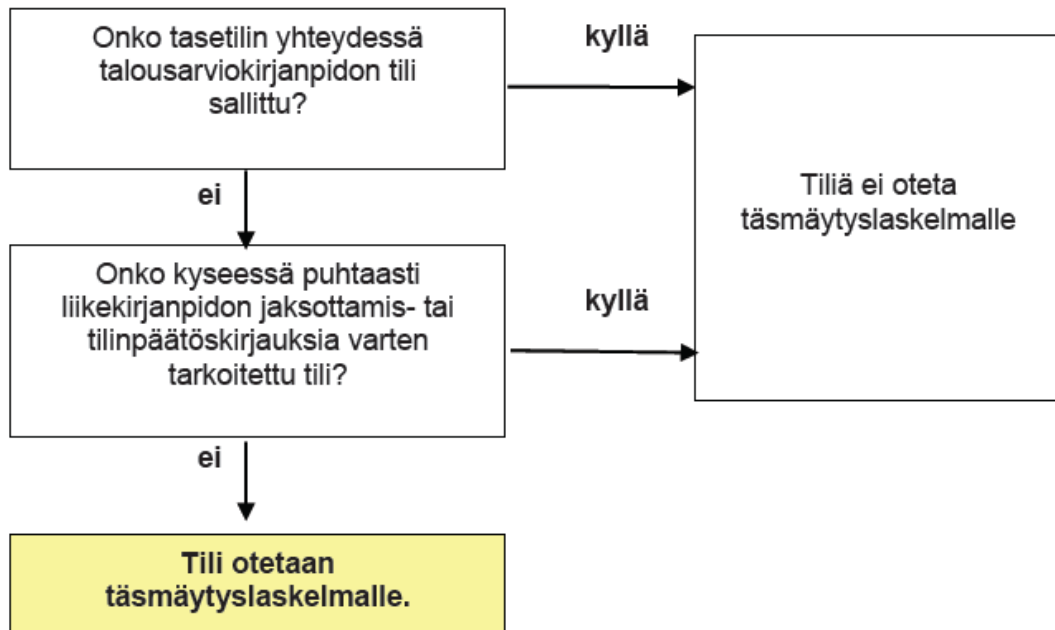 Onko tasetilin yhteydessä
talousarviokirjanpidon tili
sallittu?
kyllä
Tiliä ei oteta
täsmäytyslaskelmalle
ei
Onko kyseessä puhtaasti
liikekirjanpidon jaksottamis- tai
tilinpäätöskirjauksia varten
tarkoitettu tili?
kyllä
ei
Tili otetaan
täsmäytyslaskelmalle.